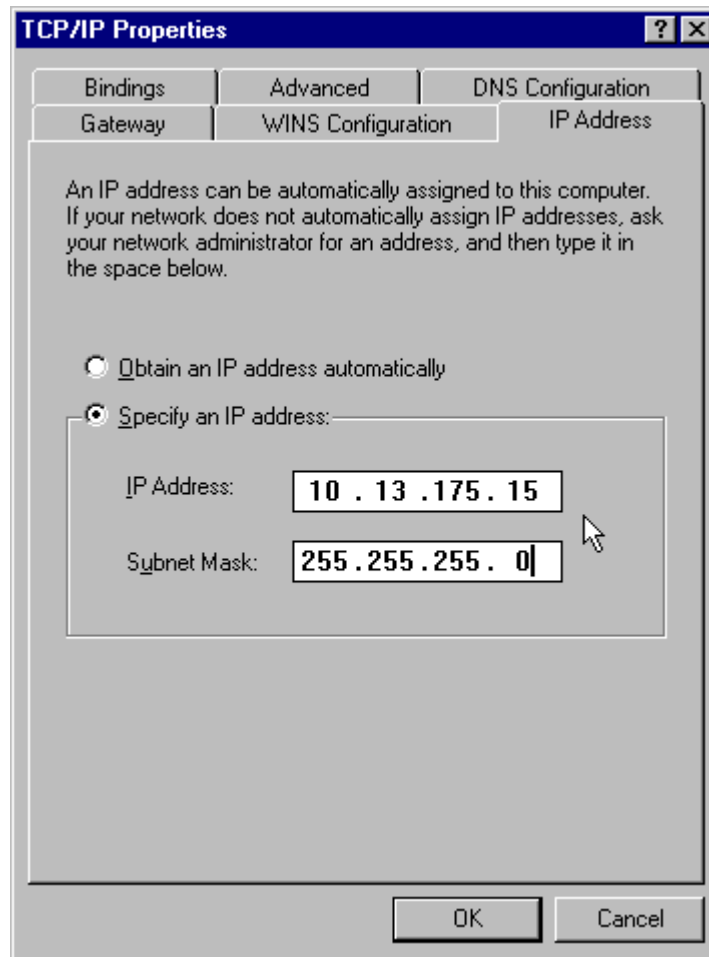 TCP/IP Properties
Bindings
Advanced
DNS Configuration
Gateway
WINS Configuration
IP Address
An IP address can be automatically assigned to this computer.
If your network does not automatically assign IP addresses, ask
your network administrator for an address, and then type it in
the space below.
Obtain an IP address automatically
Specify an IP address:
IP Address: 10 . 13 .175. 15
Subnet Mask: 255.255.255. 0
OK
Cancel